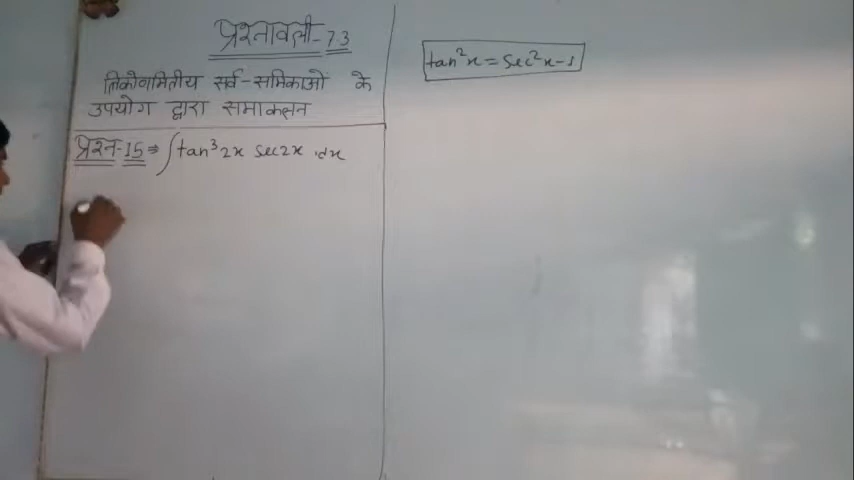 प्रश्नावली-7.3
त्रिकोणमितीय सर्व-समिकाओं के
उपयोग द्वारा समाकलन
प्रश्न-15⇒ ∫tan³2x sec2x .dx
tan²x = sec²x-1